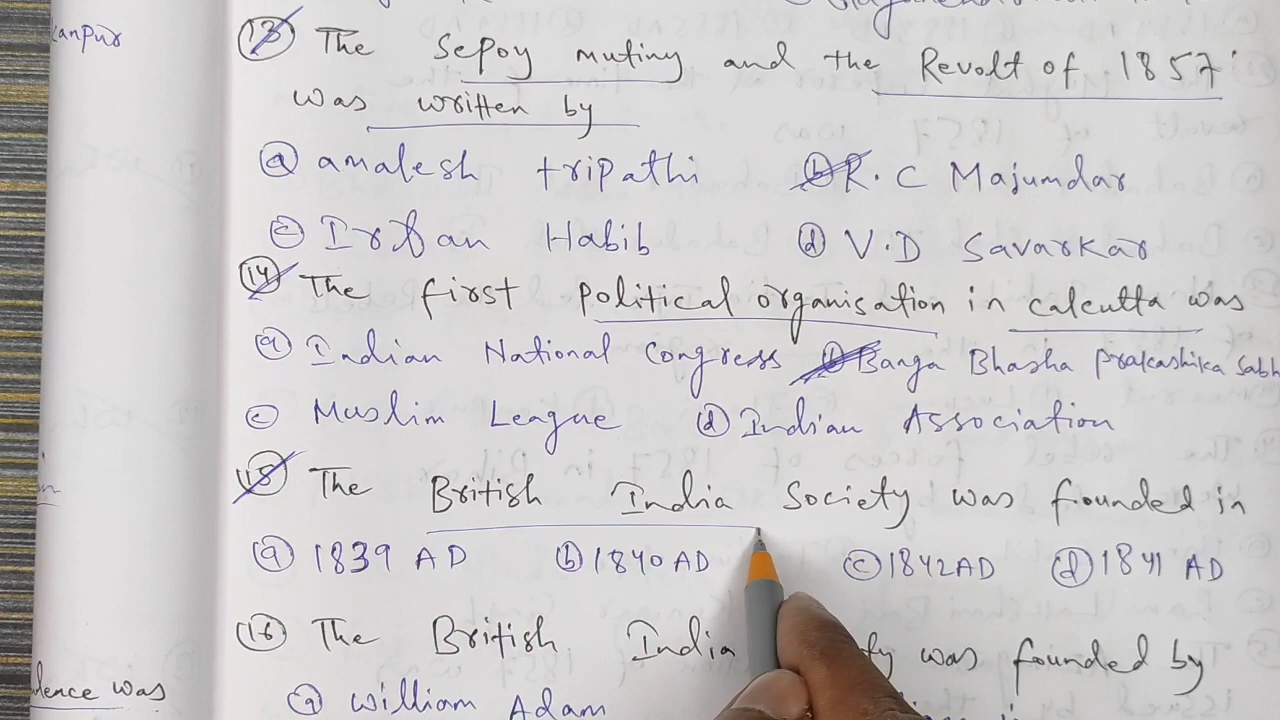 kanpur
(13) The Sepoy mutiny and the Revolt of 1857
was written by
(a) amalesh tripathi (b) R.C Majumdar
(c) Irfan Habib (d) V.D Savarkar
(14) The first political organisation in calcutta was
(a) Indian National Congress (b) Banga Bhasha Prakashika Sabh
(c) Muslim League (d) Indian Association
(15) The British India Society was founded in
(a) 1839 AD (b) 1840 AD (c) 1842 AD (d) 1841 AD
(16) The British India was founded by
(a) William Adam
was